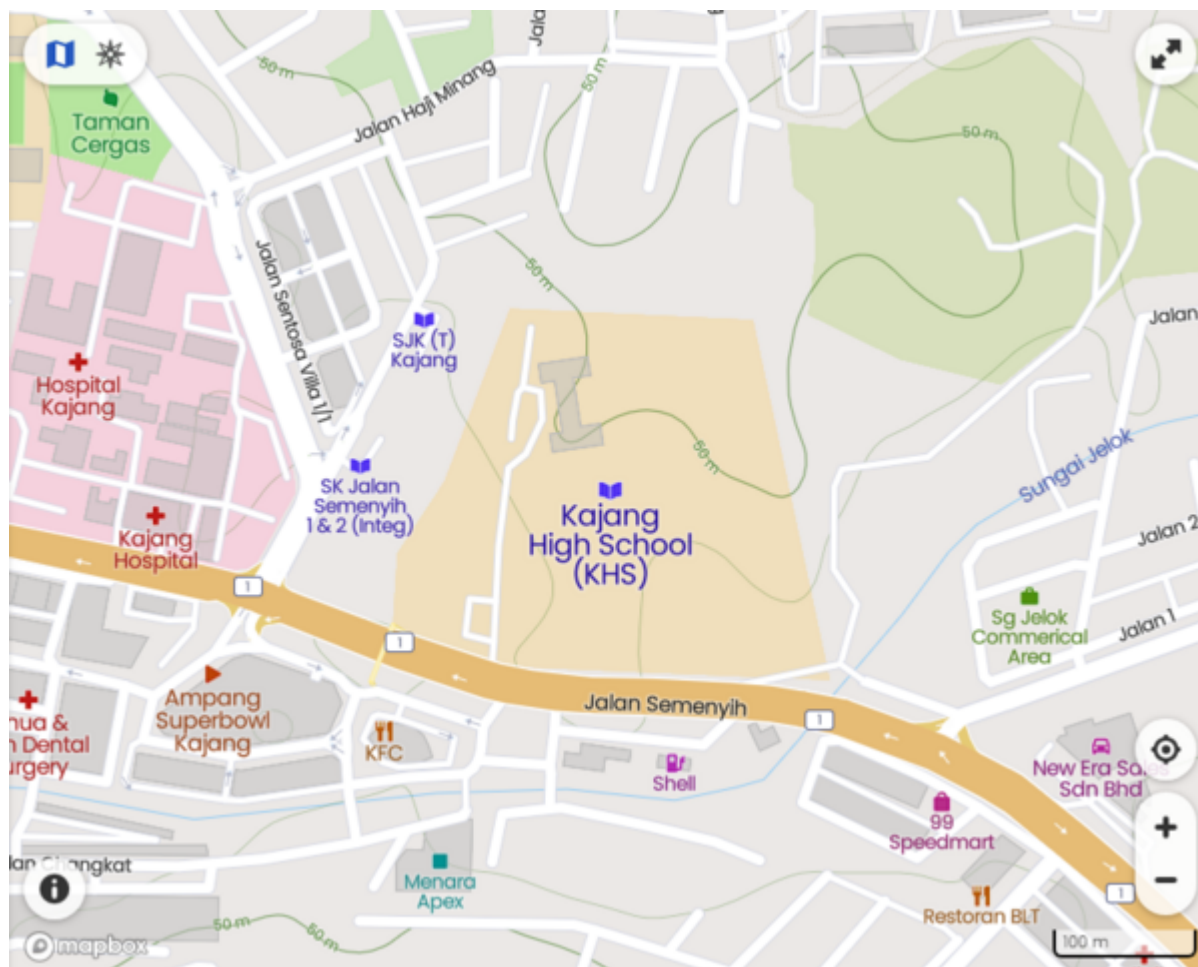 50 m
Jalan
Taman
Cergas
Jalan Haji Minang
50 m
50 m
Jalan Sentosa Villa 1/1
SJK (T)
Kajang
Jalan
Hospital
Kajang
50 m
Sungai Jelok
SK Jalan
Semenyih
1 & 2 (Integ)
Kajang
High School
(KHS)
Kajang
Hospital
Jalan 2
1
Sg Jelok
Commerical
Area
Jalan 1
1
Ampang
Superbowl
Kajang
Jalan Semenyih
1
Dental
KFC
Shell
New Era Sales
Sdn Bhd
99
Speedmart
Changkat
Menara
Apex
1
Restoran BLT
50 m
50 m
mapbox
100 m